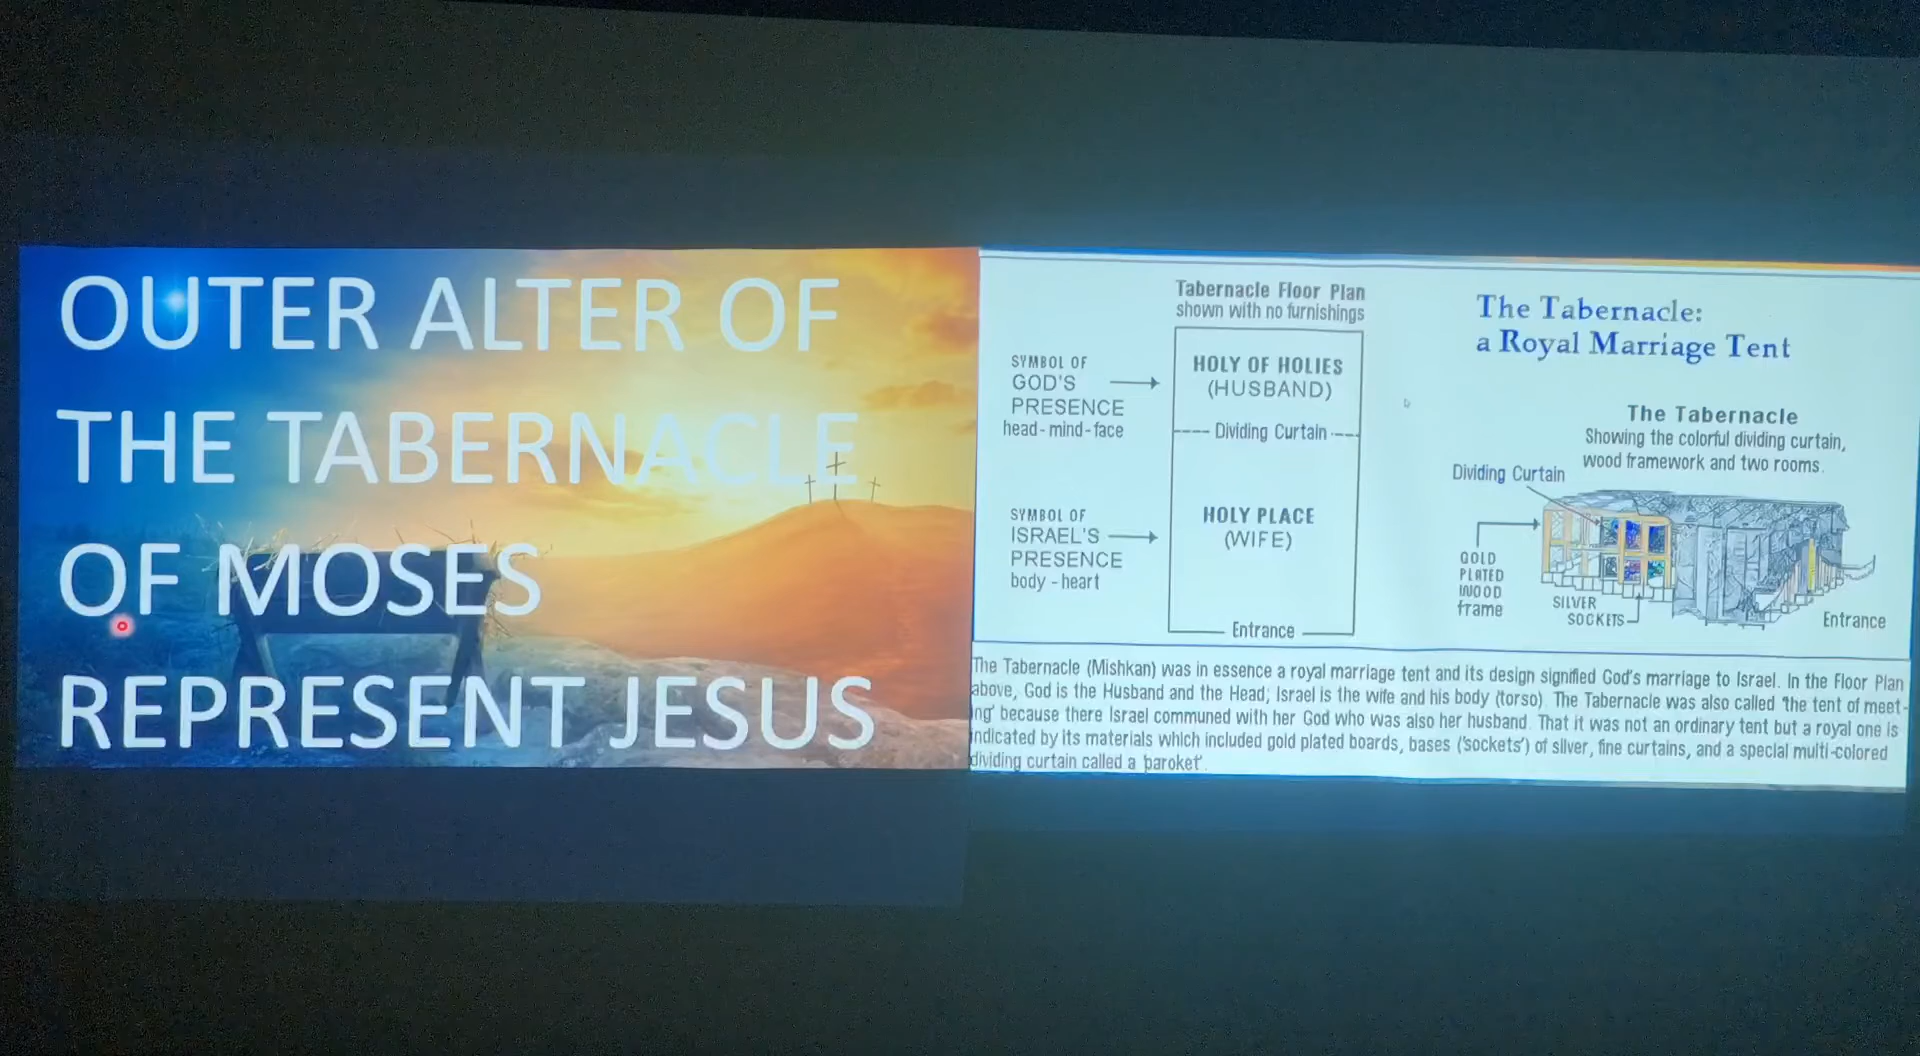 OUTER ALTER OF
THE TABERNACLE
OF MOSES
REPRESENT JESUS
Tabernacle Floor Plan
shown with no furnishings
SYMBOL OF
GOD'S
PRESENCE
head-mind-face
HOLY OF HOLIES
(HUSBAND)
Dividing Curtain
SYMBOL OF
ISRAEL'S
PRESENCE
body-heart
HOLY PLACE
(WIFE)
Entrance
The Tabernacle:
a Royal Marriage Tent
The Tabernacle
Showing the colorful dividing curtain,
wood framework and two rooms.
Dividing Curtain
GOLD
PLATED
WOOD
frame
SILVER
SOCKETS
Entrance
The Tabernacle (Mishkan) was in essence a royal marriage tent and its design signified God's marriage to Israel. In the Floor Plan
above, God is the Husband and the Head; Israel is the wife and his body (torso). The Tabernacle was also called 'the tent of meet-
ing' because there Israel communed with her God who was also her husband. That it was not an ordinary tent but a royal one is
indicated by its materials which included gold plated boards, bases ('sockets') of silver, fine curtains, and a special multi-colored
dividing curtain called a 'paroket'.